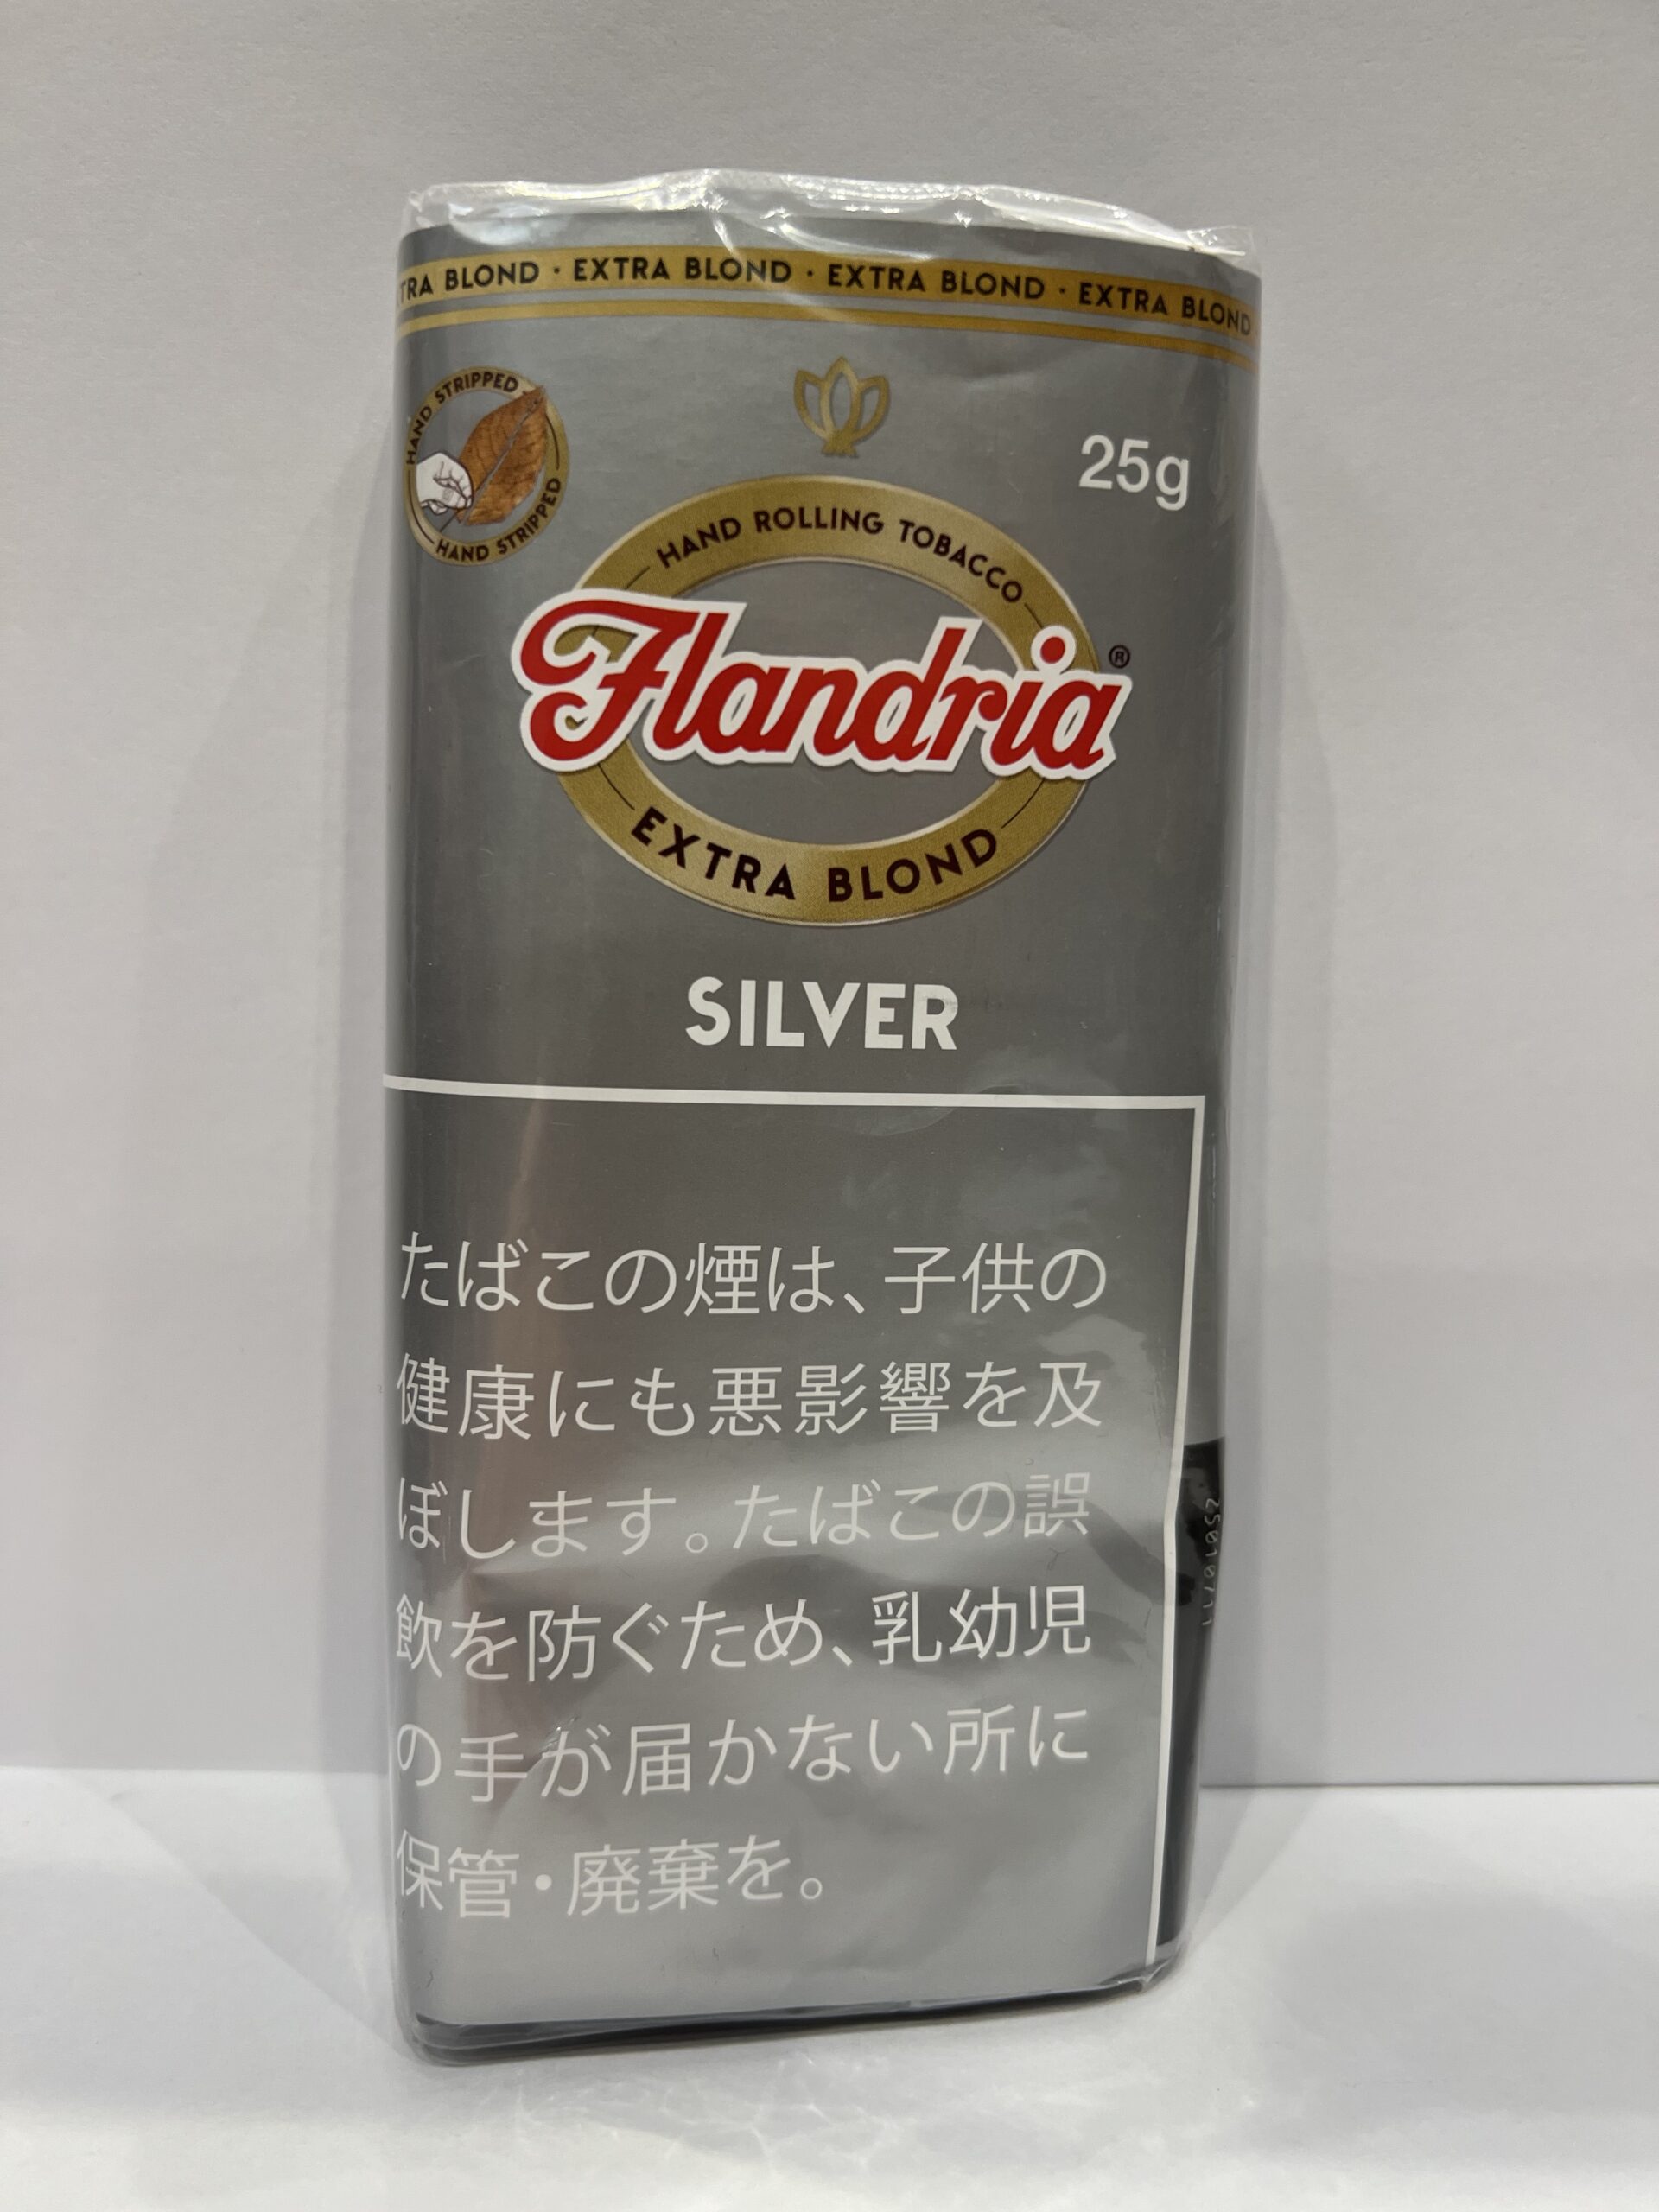 TRA BLOND · EXTRA BLOND · EXTRA BLOND · EXTRA BLOND
HAND STRIPPED
HAND STRIPPED
25g
HAND ROLLING TOBACCO
Flandria®
EXTRA BLOND
SILVER
たばこの煙は、子供の
健康にも悪影響を及
ぼします。たばこの誤
飲を防ぐため、乳幼児
の手が届かない所に
保管・廃棄を。